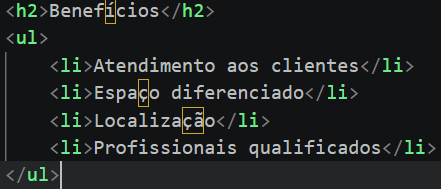 <h2>Benefícios</h2>
<ul>
    <li>Atendimento aos clientes</li>
    <li>Espaço diferenciado</li>
    <li>Localização</li>
    <li>Profissionais qualificados</li>
</ul>